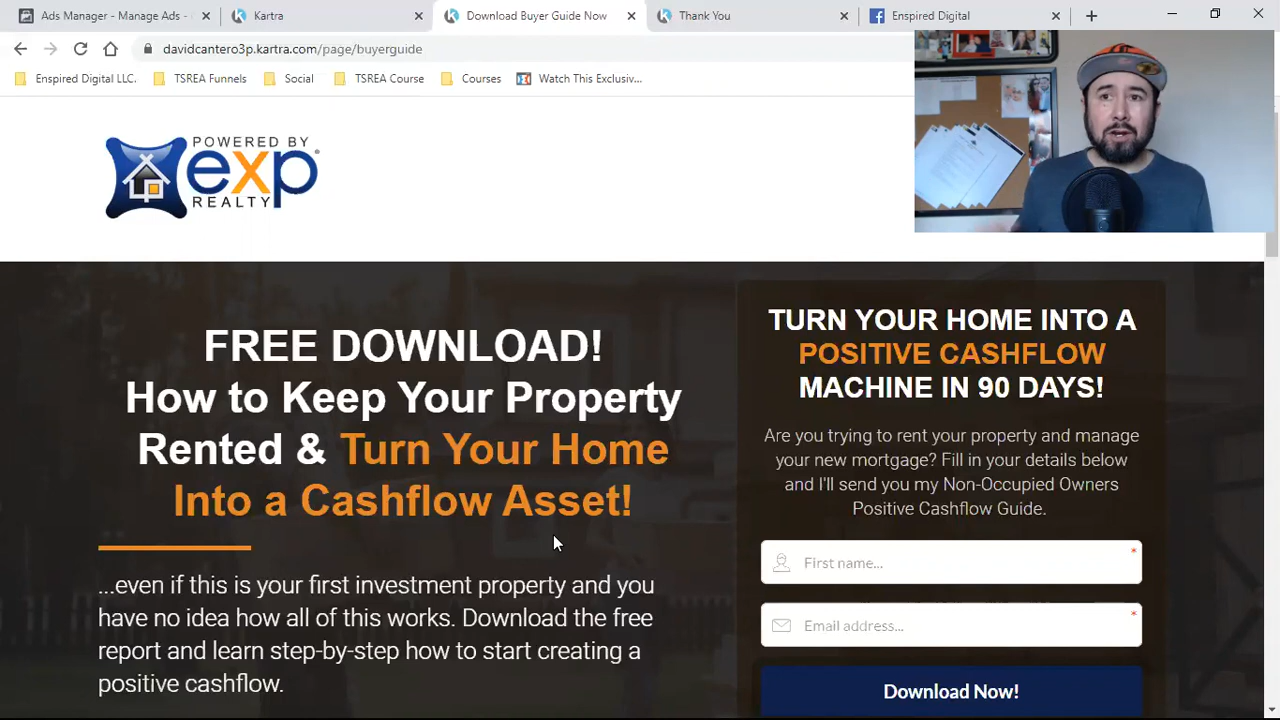 Ads Manager - Manage Ads -
Kartra
Download Buyer Guide Now
Thank You
Enspired Digital
davidcantero3p.kartra.com/page/buyerguide
Enspired Digital LLC.
TSREA Funnels
Social
TSREA Course
Courses
Watch This Exclusiv...
POWERED BY
exp
REALTY
FREE DOWNLOAD!
How to Keep Your Property
Rented & Turn Your Home
Into a Cashflow Asset!
...even if this is your first investment property and you
have no idea how all of this works. Download the free
report and learn step-by-step how to start creating a
positive cashflow.
TURN YOUR HOME INTO A
POSITIVE CASHFLOW
MACHINE IN 90 DAYS!
Are you trying to rent your property and manage
your new mortgage? Fill in your details below
and I'll send you my Non-Occupied Owners
Positive Cashflow Guide.
First name...
*
Email address...
*
Download Now!